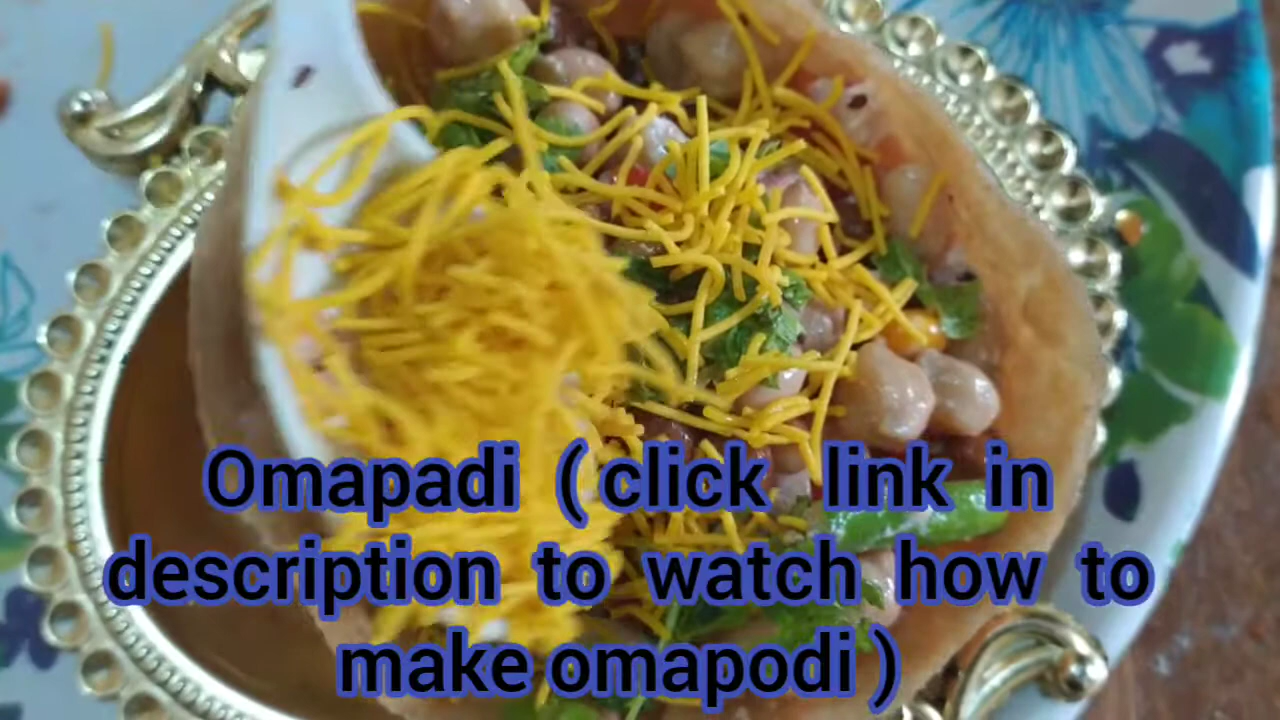 Omapadi ( click link in
description to watch how to
make omapodi )